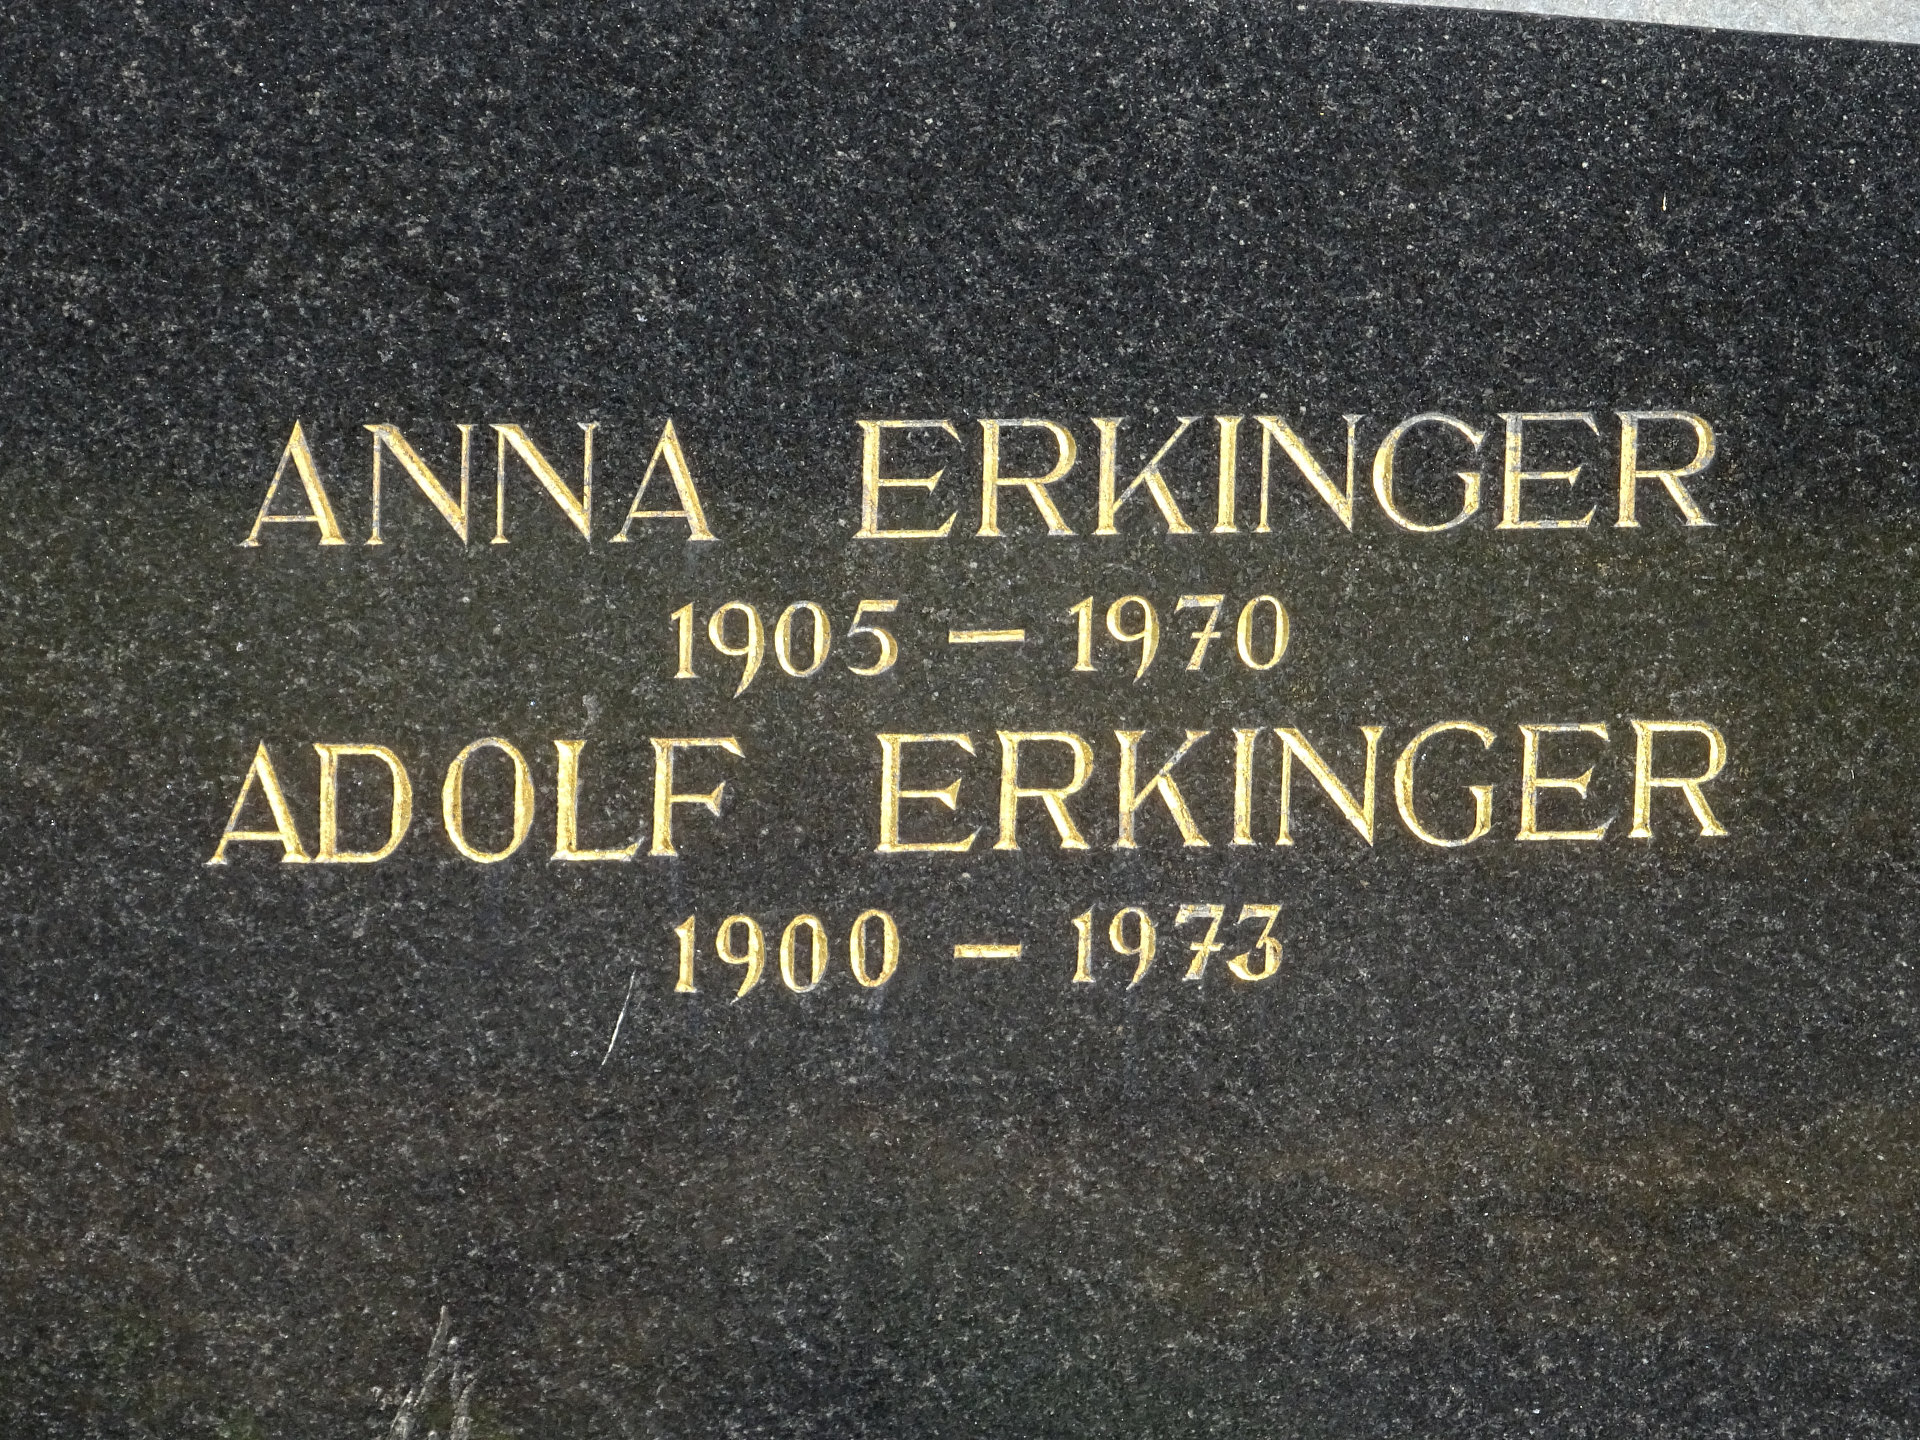 ANNA ERKINGER
1905 – 1970
ADOLF ERKINGER
1900 – 1973